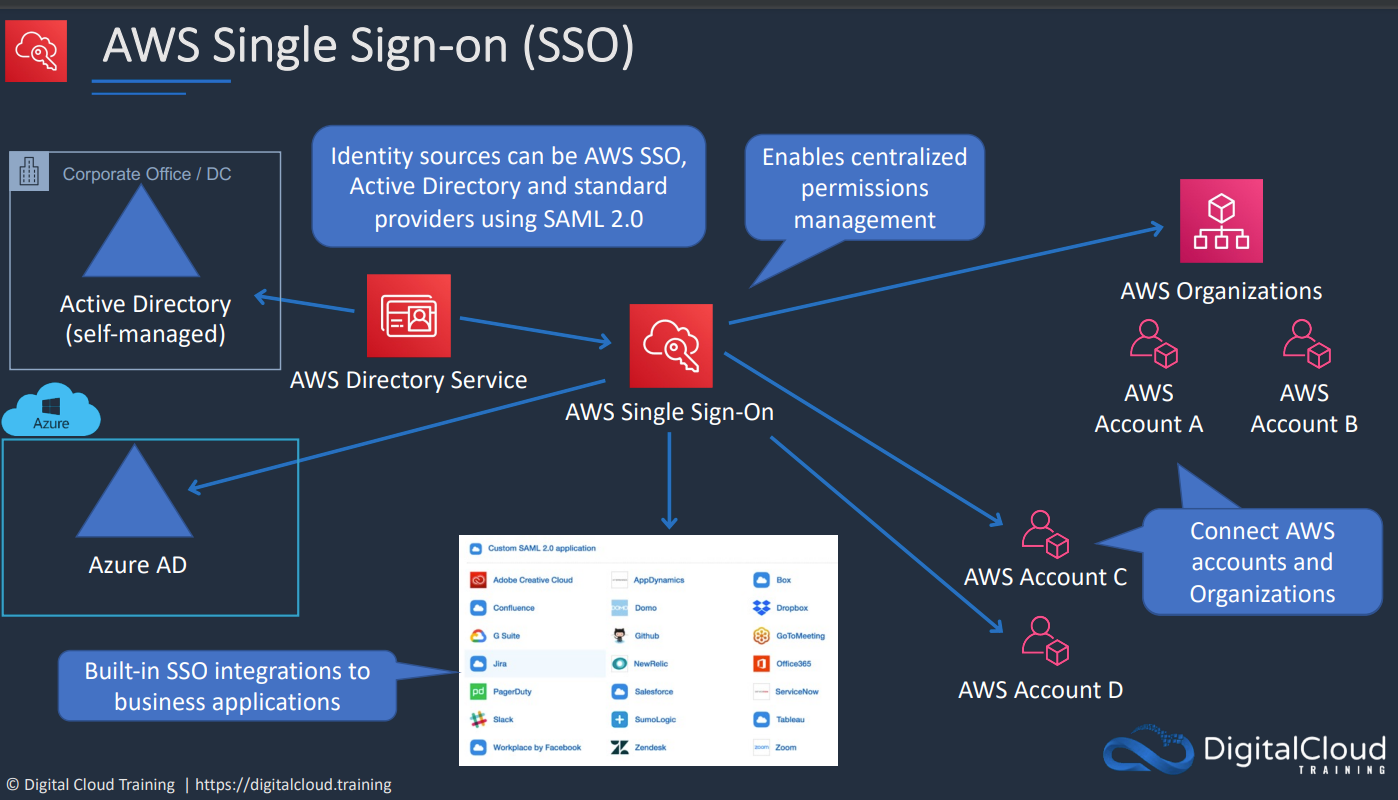 AWS Single Sign-on (SSO)
Corporate Office / DC
Active Directory
(self-managed)
Identity sources can be AWS SSO,
Active Directory and standard
providers using SAML 2.0
Enables centralized
permissions
management
AWS Directory Service
AWS Single Sign-On
AWS Organizations
AWS
Account A
AWS
Account B
Azure
Azure AD
Connect AWS
accounts and
Organizations
AWS Account C
AWS Account D
Built-in SSO integrations to
business applications
Custom SAML 2.0 application
Adobe Creative Cloud
AppDynamics
Box
Confluence
DOMO
Domo
Dropbox
G Suite
Github
GoToMeeting
Jira
NewRelic
Office365
pd
PagerDuty
Salesforce
ServiceNow
Slack
SumoLogic
Tableau
Workplace by Facebook
Zendesk
zoom
Zoom
DigitalCloud
TRAINING
© Digital Cloud Training | https://digitalcloud.training